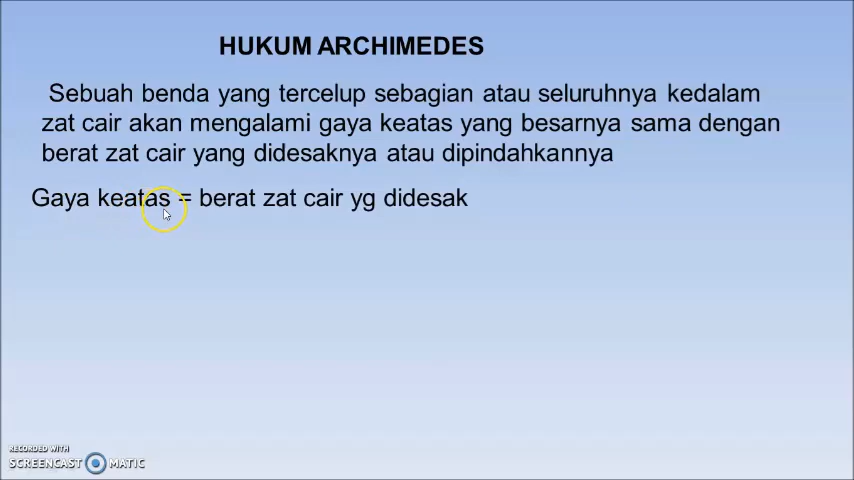 HUKUM ARCHIMEDES
Sebuah benda yang tercelup sebagian atau seluruhnya kedalam
zat cair akan mengalami gaya keatas yang besarnya sama dengan
berat zat cair yang didesaknya atau dipindahkannya
Gaya keatas = berat zat cair yg didesak
RECORDED WITH
SCREENCAST MATIC